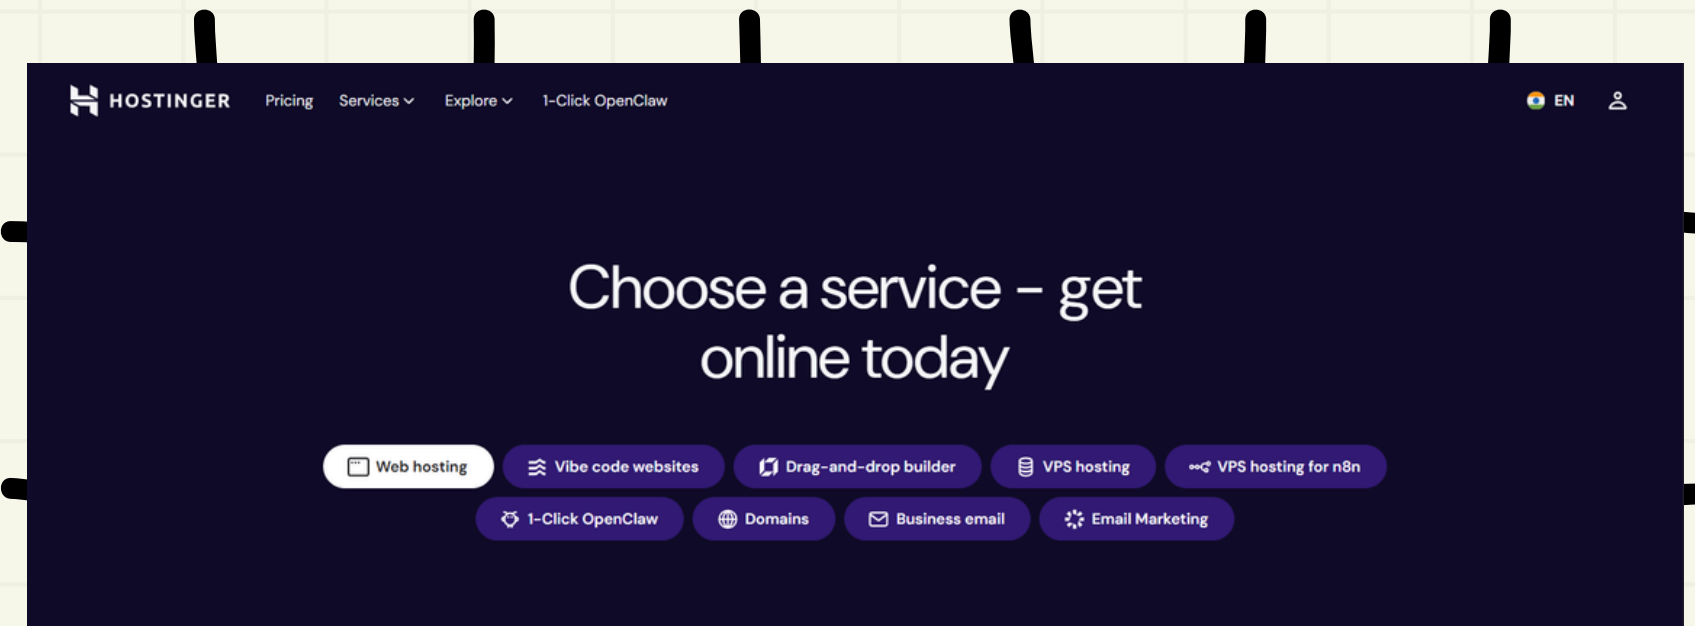 HOSTINGER Pricing Services Explore 1-Click OpenClaw EN
Choose a service – get
online today
Web hosting Vibe code websites Drag-and-drop builder VPS hosting VPS hosting for n8n
1-Click OpenClaw Domains Business email Email Marketing